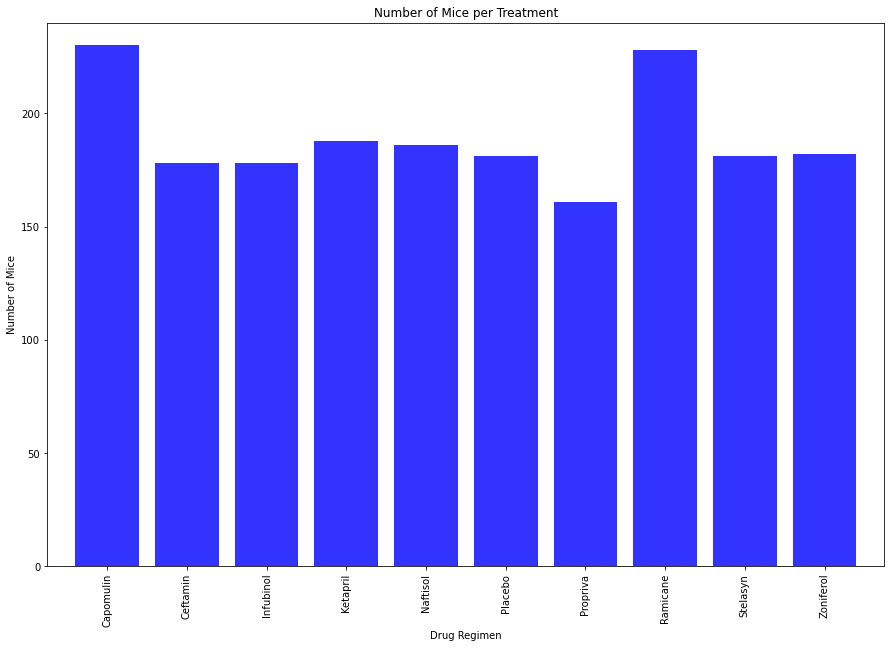 Number of Mice per Treatment
Number of Mice
200
150
100
50
0
Capomulin
Ceftamin
Infubinol
Ketapril
Naftisol
Placebo
Propriva
Ramicane
Stelasyn
Zoniferol
Drug Regimen